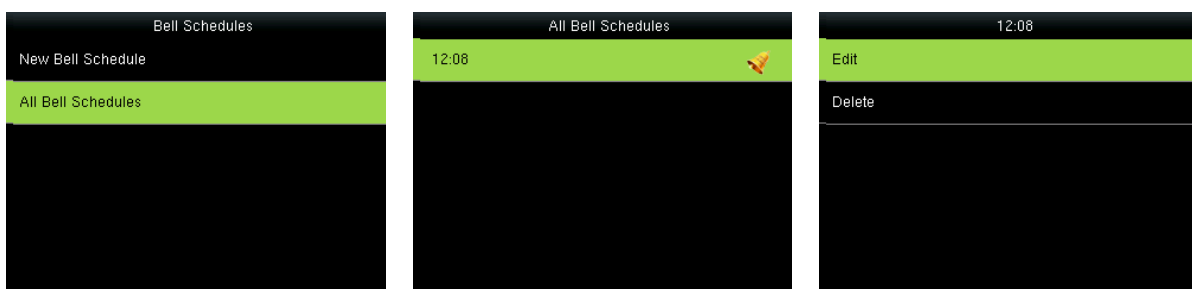 Bell Schedules
New Bell Schedule
All Bell Schedules
All Bell Schedules
12:08
12:08
Edit
Delete